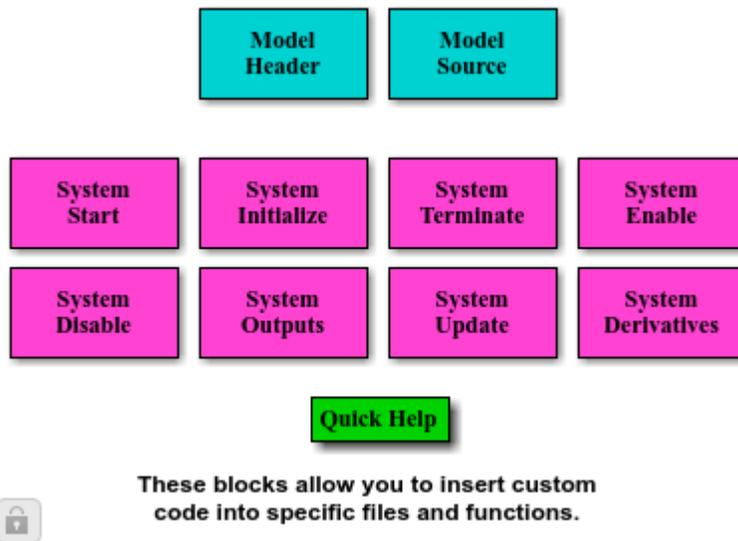 Model
Header
Model
Source
System
Start
System
Initialize
System
Terminate
System
Enable
System
Disable
System
Outputs
System
Update
System
Derivatives
Quick Help
These blocks allow you to insert custom
code into specific files and functions.